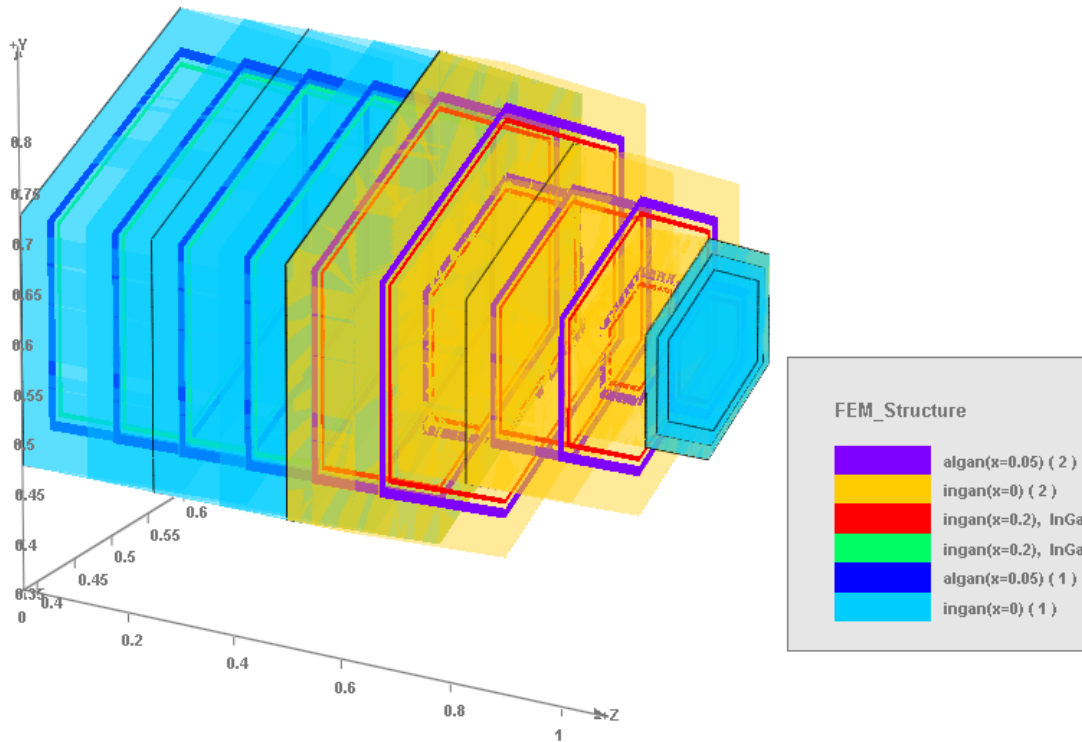 +Y
0.8
0.75
0.7
0.65
0.6
0.55
0.5
0.45
0.4
0.35
0
0.4
0.45
0.5
0.55
0.6
0.2
0.4
0.6
0.8
1
+Z
FEM_Structure
algan(x=0.05) ( 2 )
ingan(x=0) ( 2 )
ingan(x=0.2), InGa
ingan(x=0.2), InGa
algan(x=0.05) ( 1 )
ingan(x=0) ( 1 )